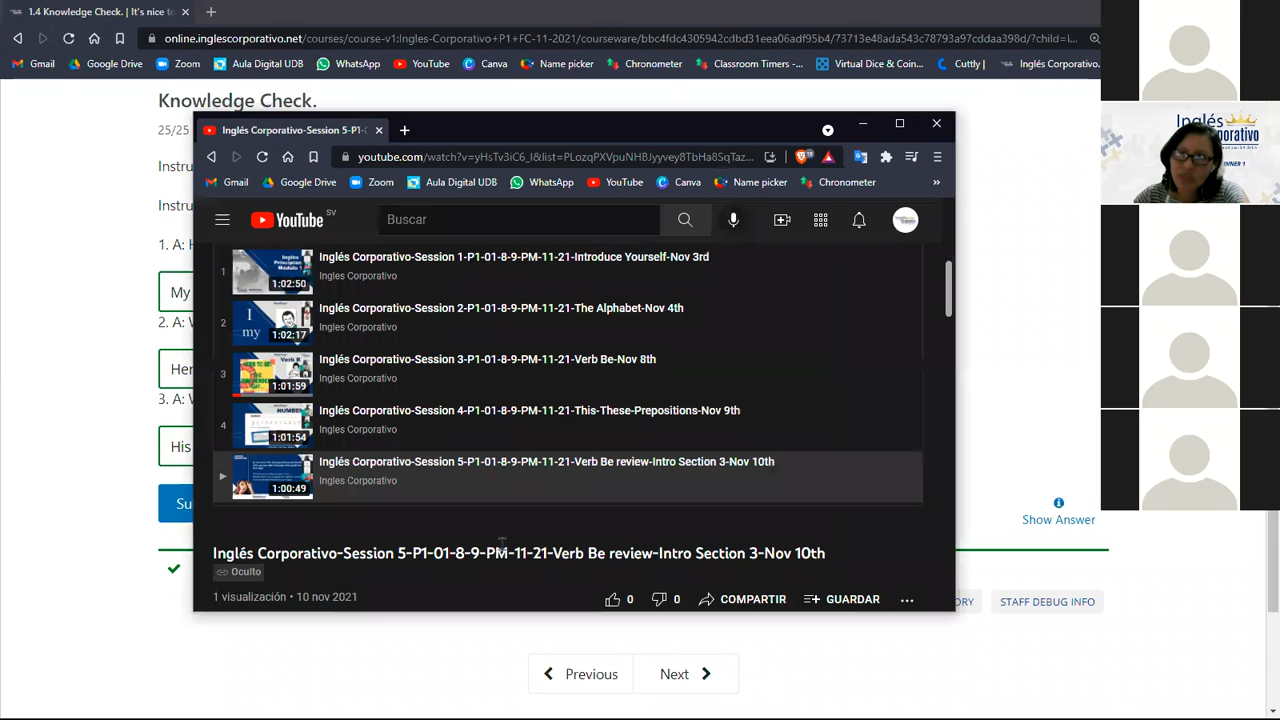 1.4 Knowledge Check. | It's nice to
online.inglescorporativo.net/courses/course-v1:Ingles-Corporativo+P1+FC-11-2021/courseware/bbc4fdc4305942cdbd31eea06adf95b4/73713e48ada543c78793a97cddaa398d/?child=l...
Gmail Google Drive Zoom Aula Digital UDB WhatsApp YouTube Canva Name picker Chronometer Classroom Timers -... Virtual Dice & Coin... Cuttly | Inglés Corporativo.
Knowledge Check.
25/25
Instru
Instru
1. A: H
My
2. A: W
Her
3. A: W
His
Su
Inglés Corporativo-Session 5-P1-
youtube.com/watch?v=yHsTv3iC6_I&list=PLozqPXVpuNHBJyyvey8TbHa8SqTaz...
Gmail Google Drive Zoom Aula Digital UDB WhatsApp YouTube Canva Name picker Chronometer »
YouTube SV
Buscar
1
1:02:50
Inglés Corporativo-Session 1-P1-01-8-9-PM-11-21-Introduce Yourself-Nov 3rd
Ingles Corporativo
2
I my
1:02:17
Inglés Corporativo-Session 2-P1-01-8-9-PM-11-21-The Alphabet-Nov 4th
Ingles Corporativo
3
1:01:59
Inglés Corporativo-Session 3-P1-01-8-9-PM-11-21-Verb Be-Nov 8th
Ingles Corporativo
4
1:01:54
Inglés Corporativo-Session 4-P1-01-8-9-PM-11-21-This-These-Prepositions-Nov 9th
Ingles Corporativo
1:00:49
Inglés Corporativo-Session 5-P1-01-8-9-PM-11-21-Verb Be review-Intro Section 3-Nov 10th
Ingles Corporativo
Inglés Corporativo-Session 5-P1-01-8-9-PM-11-21-Verb Be review-Intro Section 3-Nov 10th
Oculto
1 visualización • 10 nov 2021
0 0 COMPARTIR GUARDAR ...
Show Answer
ORY
STAFF DEBUG INFO
Previous
Next
Inglés